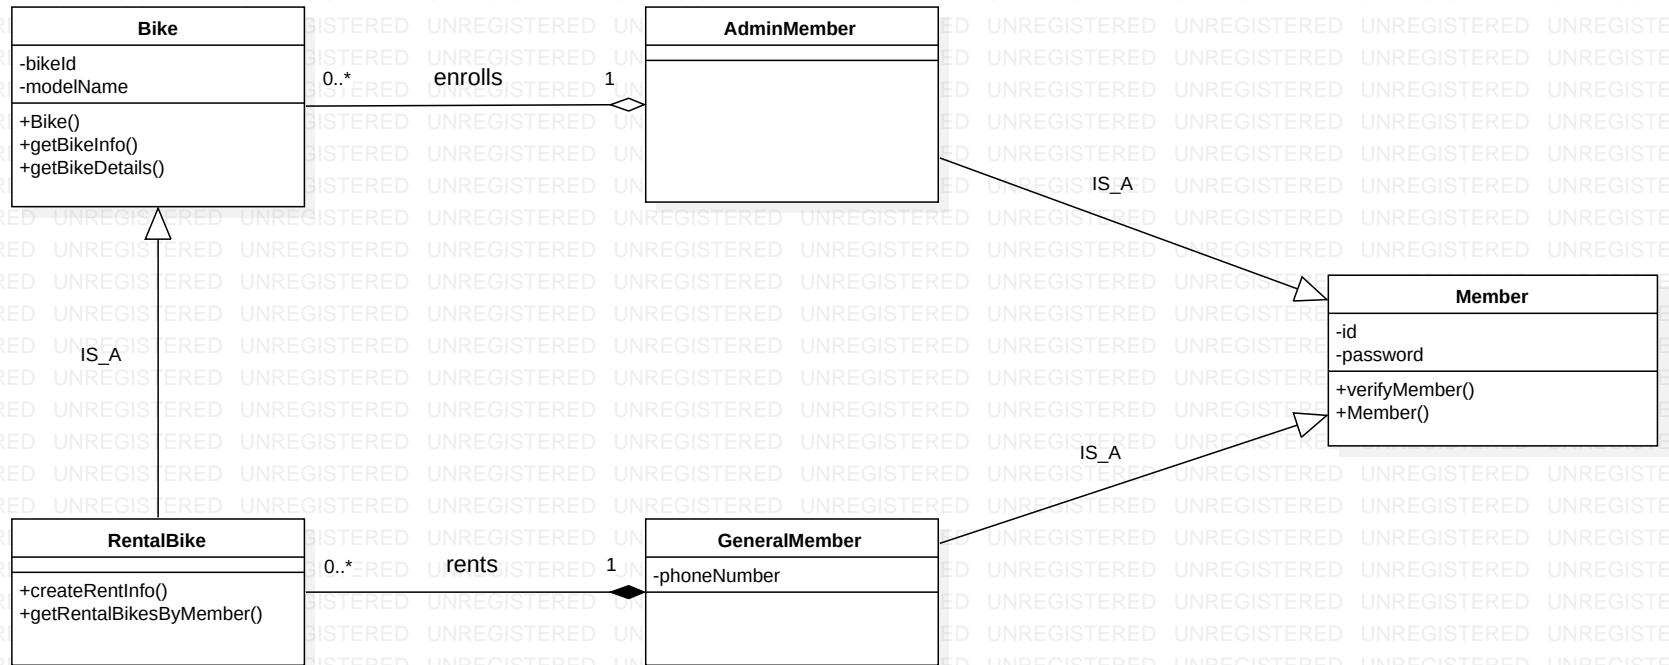 Bike
-bikeId
-modelName
+Bike()
+getBikeInfo()
+getBikeDetails()
0..*
enrolls
1
AdminMember
IS_A
Member
-id
-password
+verifyMember()
+Member()
IS_A
IS_A
RentalBike
+createRentInfo()
+getRentalBikesByMember()
0..*
rents
1
GeneralMember
-phoneNumber
UNREGISTERED